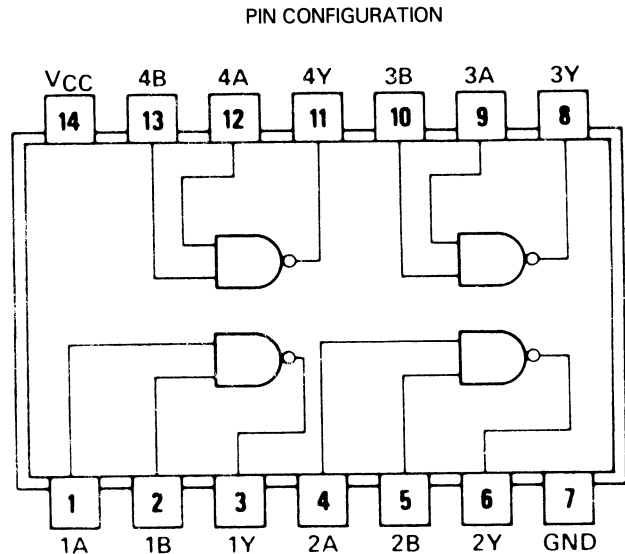 PIN CONFIGURATION
VCC 4B 4A 4Y 3B 3A 3Y
14 13 12 11 10 9 8
1 2 3 4 5 6 7
1A 1B 1Y 2A 2B 2Y GND